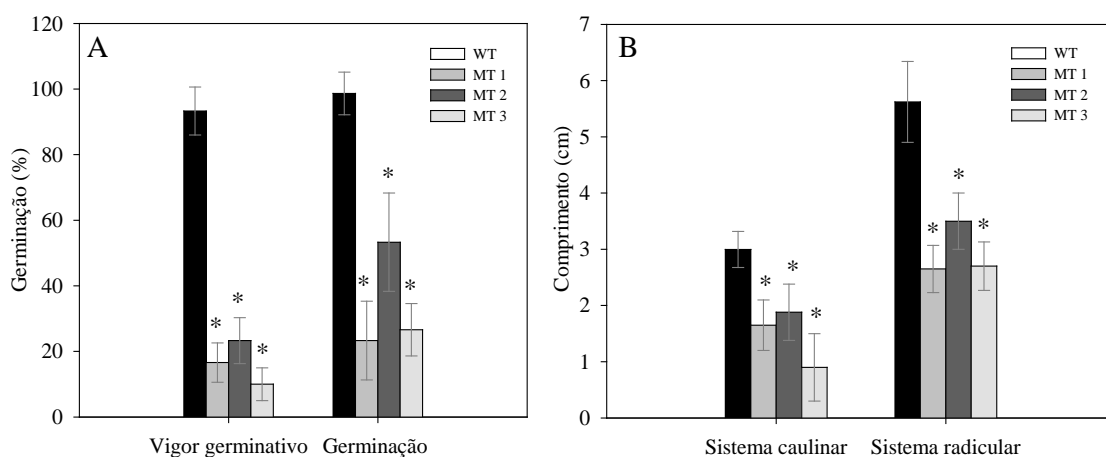 A
WT
MT 1
MT 2
MT 3
Germinação (%)
120
100
80
60
40
20
0
* * *
* * *
Vigor germinativo
Germinação
B
WT
MT 1
MT 2
MT 3
Comprimento (cm)
7
6
5
4
3
2
1
0
* * *
* * *
Sistema caulinar
Sistema radicular